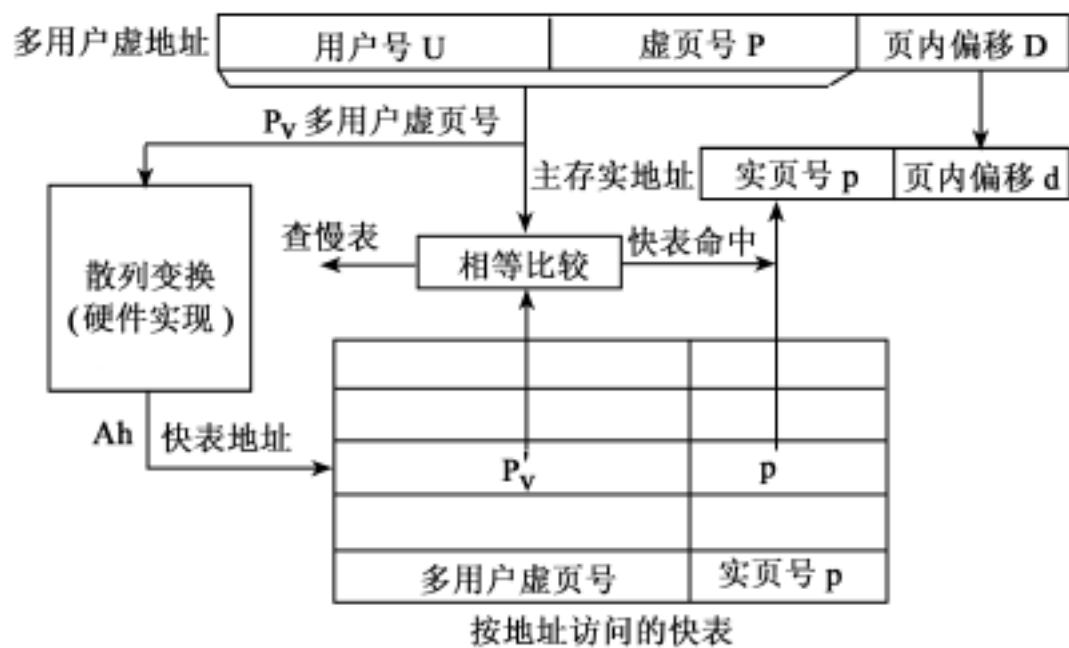 多用户虚地址 用户号 U 虚页号 P 页内偏移 D
Pv 多用户虚页号
主存实地址 实页号 p 页内偏移 d
查慢表 相等比较 快表命中
散列变换
(硬件实现)
Ah 快表地址
Pv′ p
多用户虚页号 实页号 p
按地址访问的快表